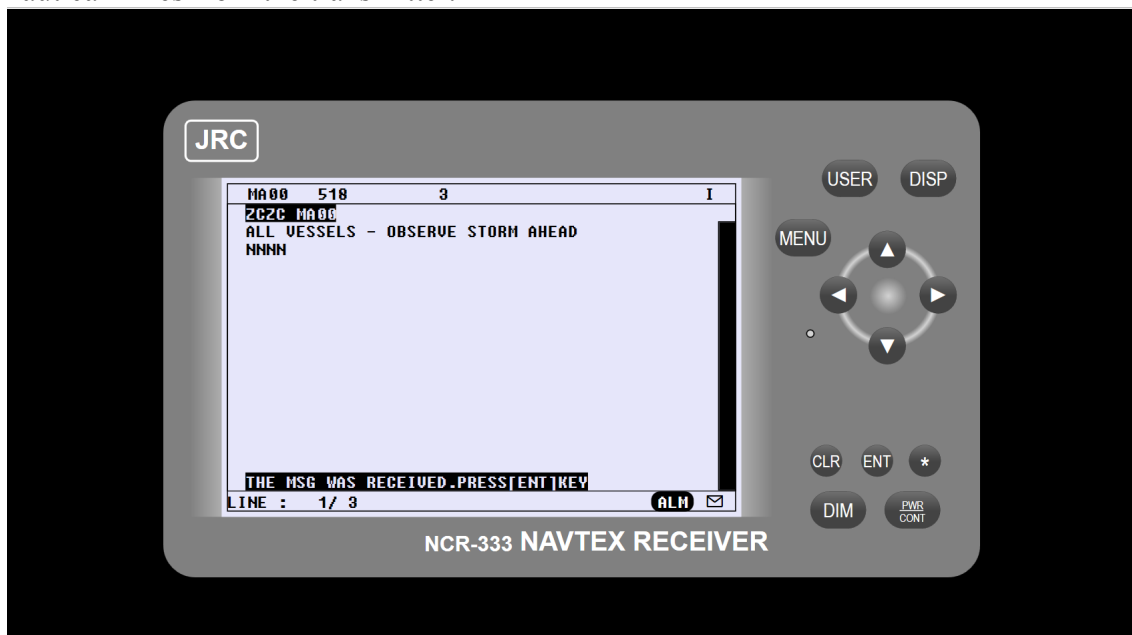 JRC
USER DISP
MA00 518 3 I
ZCZC MA00
ALL VESSELS - OBSERVE STORM AHEAD
NNNN
MENU
CLR ENT *
THE MSG WAS RECEIVED.PRESS[ENT]KEY
LINE : 1/ 3 ALM
DIM PWR
CONT
NCR-333 NAVTEX RECEIVER